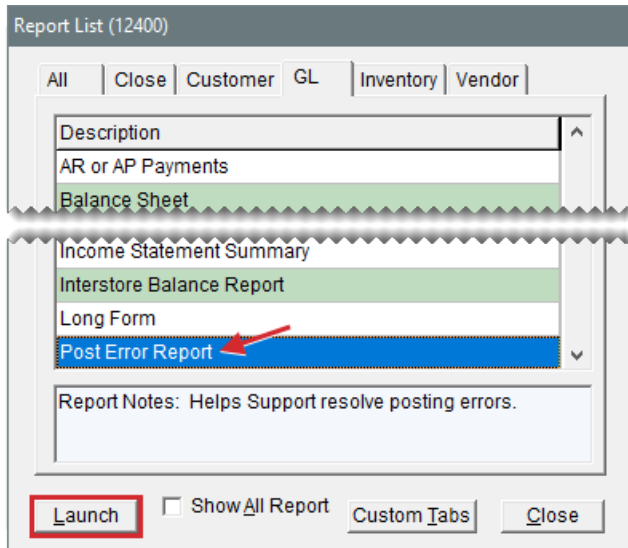 Report List (12400)
All Close Customer GL Inventory Vendor
Description
AR or AP Payments
Balance Sheet
Income Statement Summary
Interstore Balance Report
Long Form
Post Error Report
Report Notes: Helps Support resolve posting errors.
Launch Show All Report Custom Tabs Close